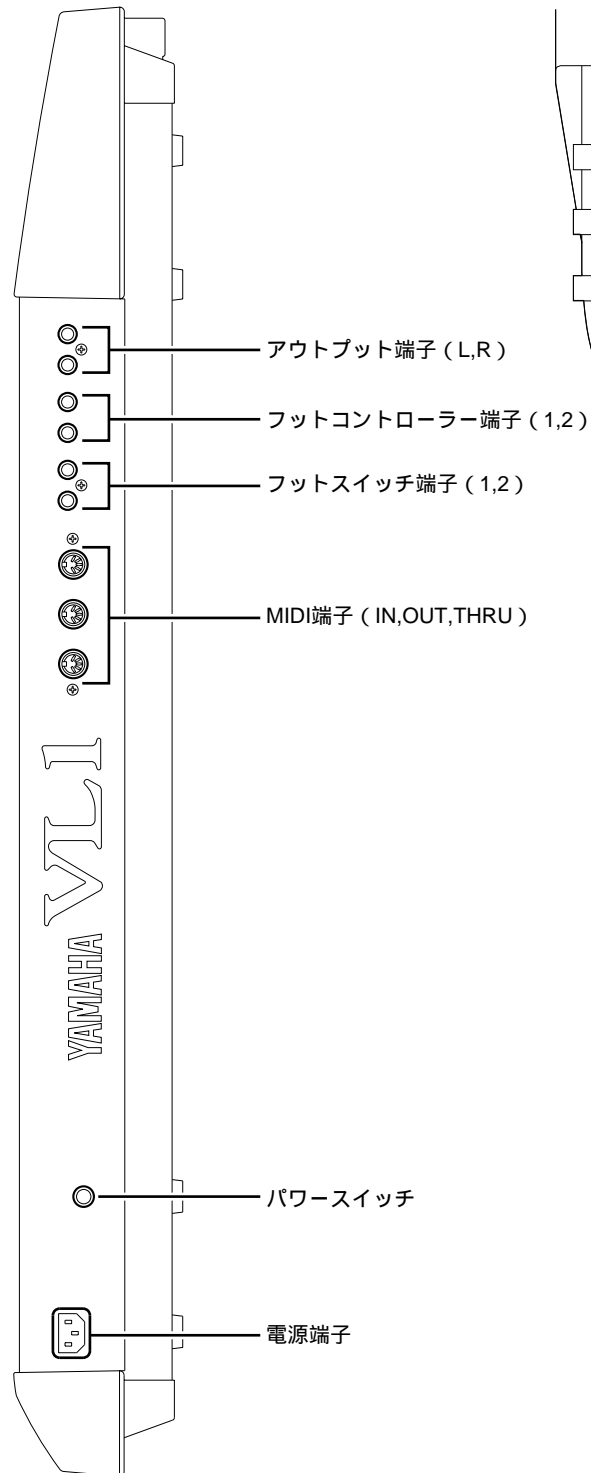 アウトプット端子（L,R）
フットコントローラー端子（1,2）
フットスイッチ端子（1,2）
MIDI端子（IN,OUT,THRU）
YAMAHA VL1
パワースイッチ
電源端子